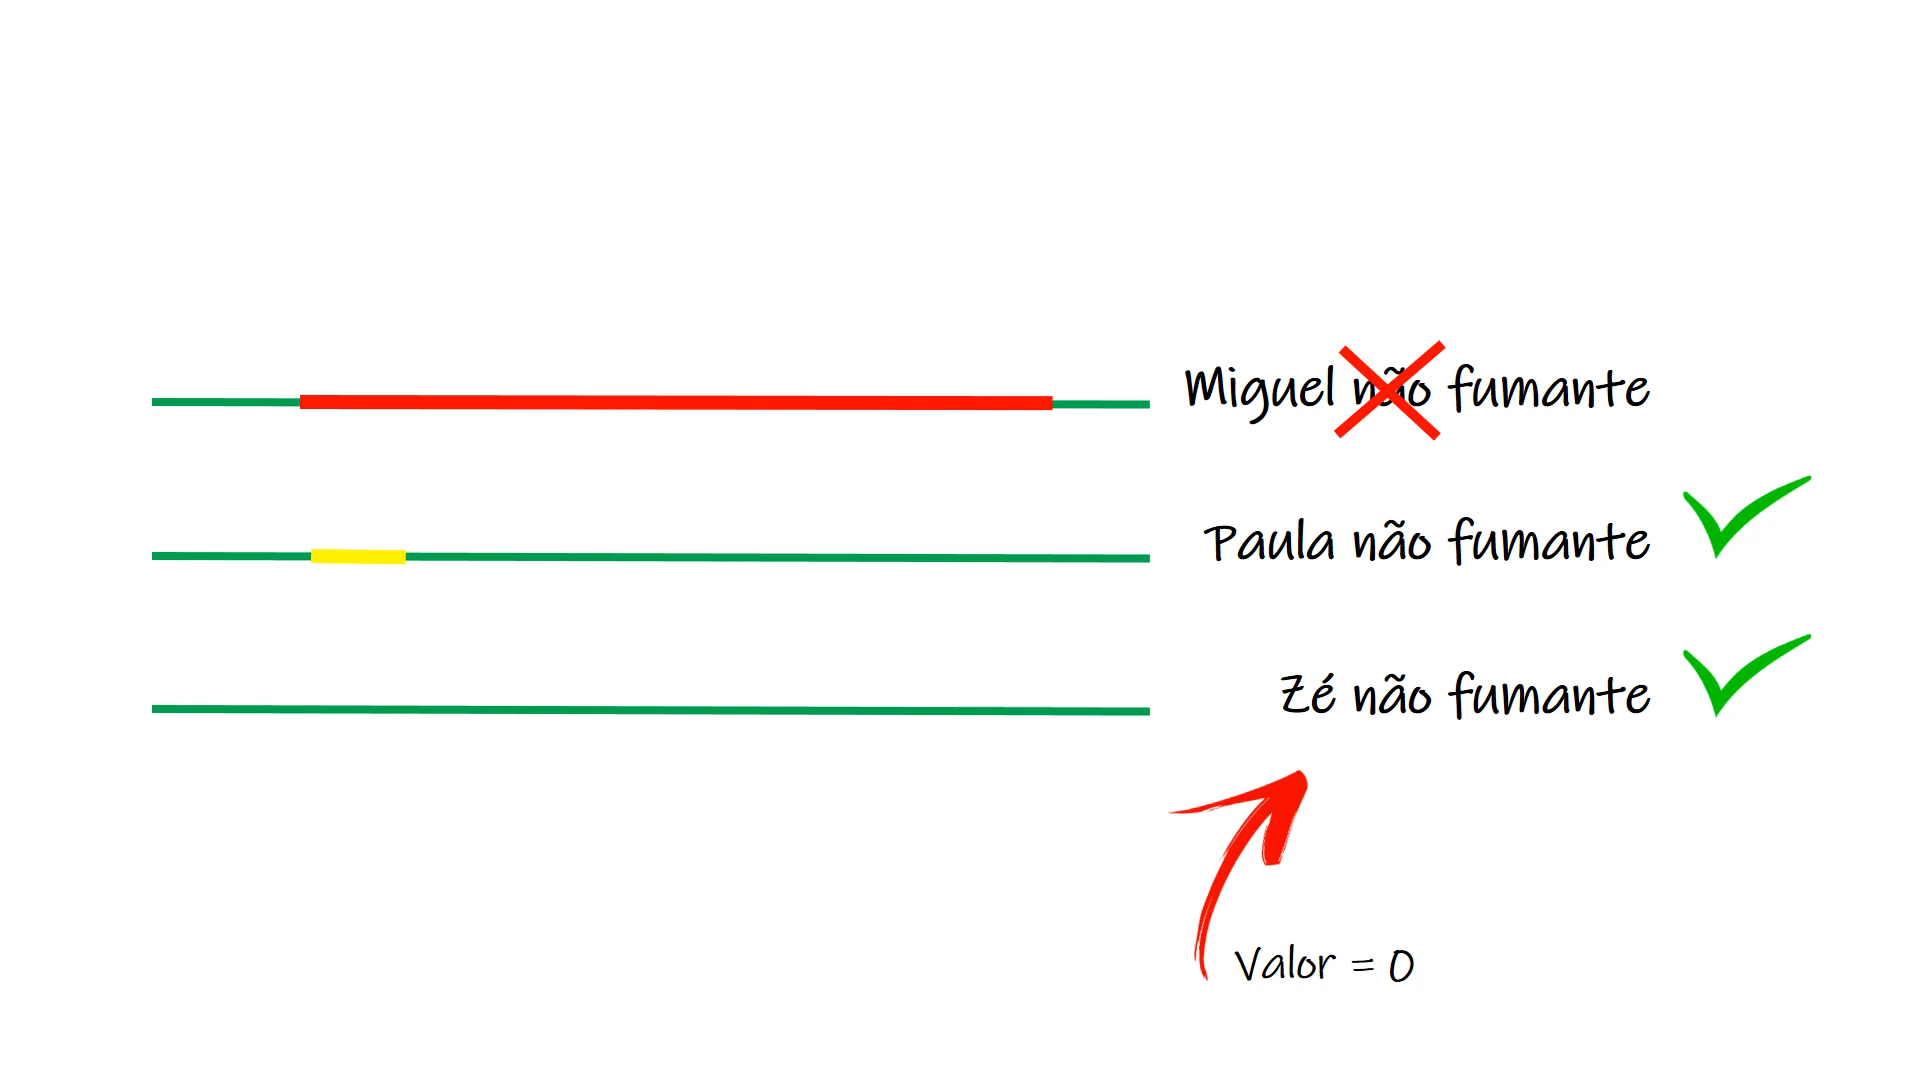 Miguel não fumante
Paula não fumante
Zé não fumante
Valor = 0